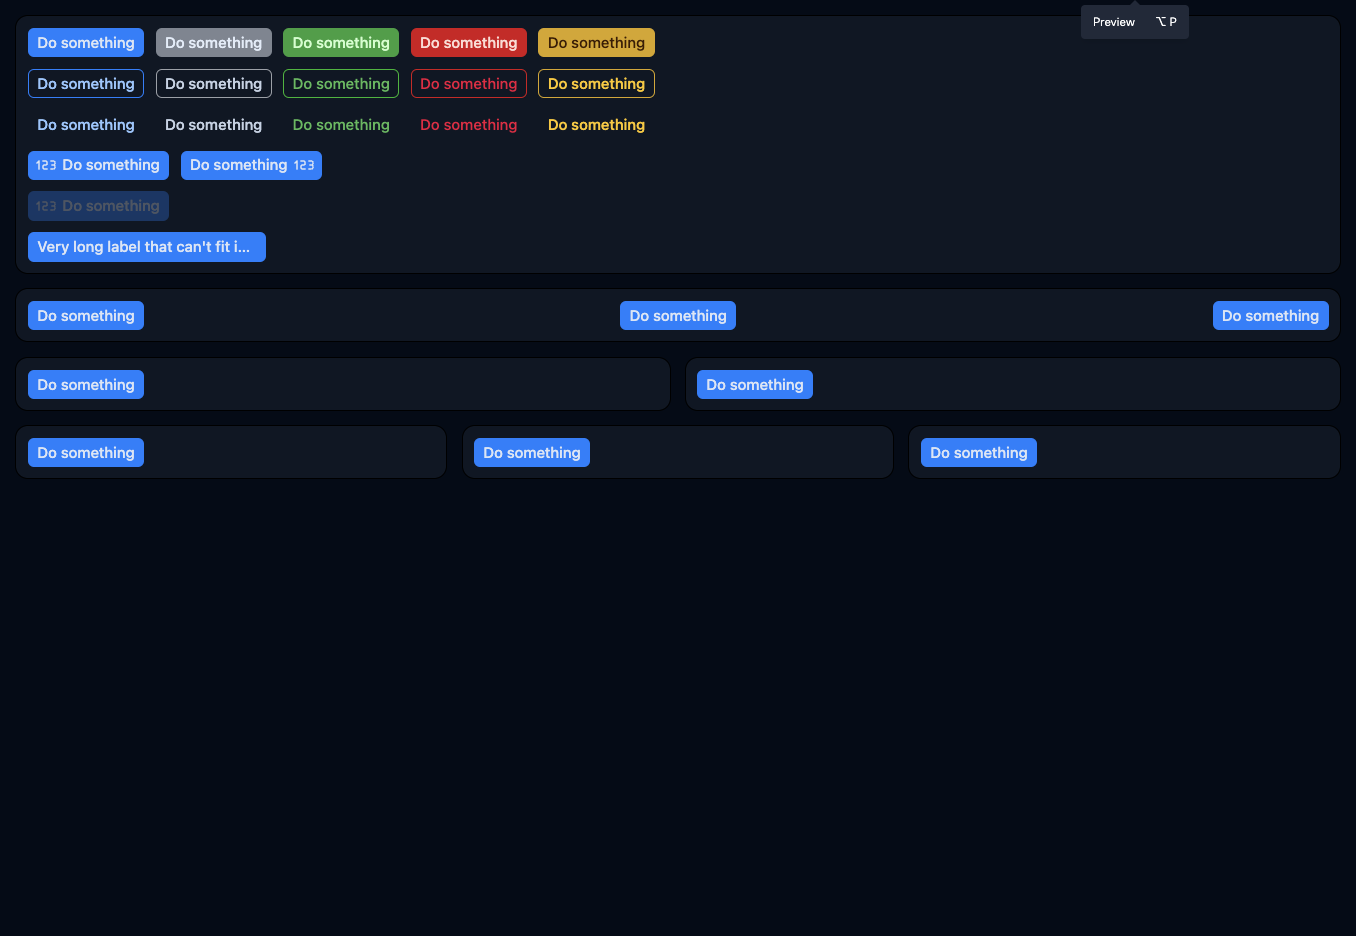 Preview ⌥ P
Do something Do something Do something Do something Do something
Do something Do something Do something Do something Do something
Do something Do something Do something Do something Do something
123 Do something Do something 123
123 Do something
Very long label that can't fit i...
Do something Do something Do something
Do something Do something
Do something Do something Do something